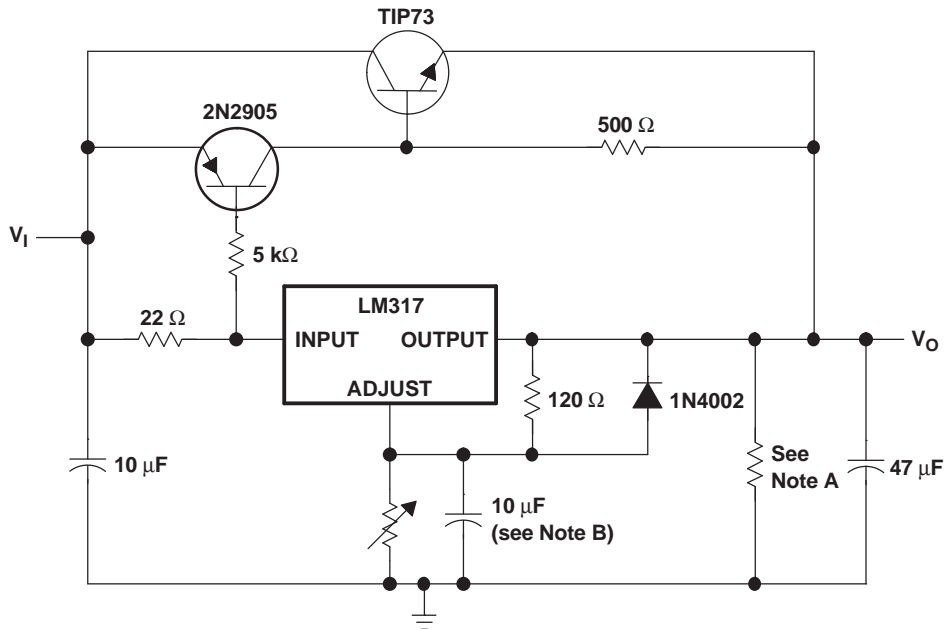 TIP73
2N2905
500 Ω
V_I
5 kΩ
LM317
22 Ω
INPUT
OUTPUT
V_O
ADJUST
120 Ω
1N4002
10 μF
See
Note A
47 μF
10 μF
(see Note B)